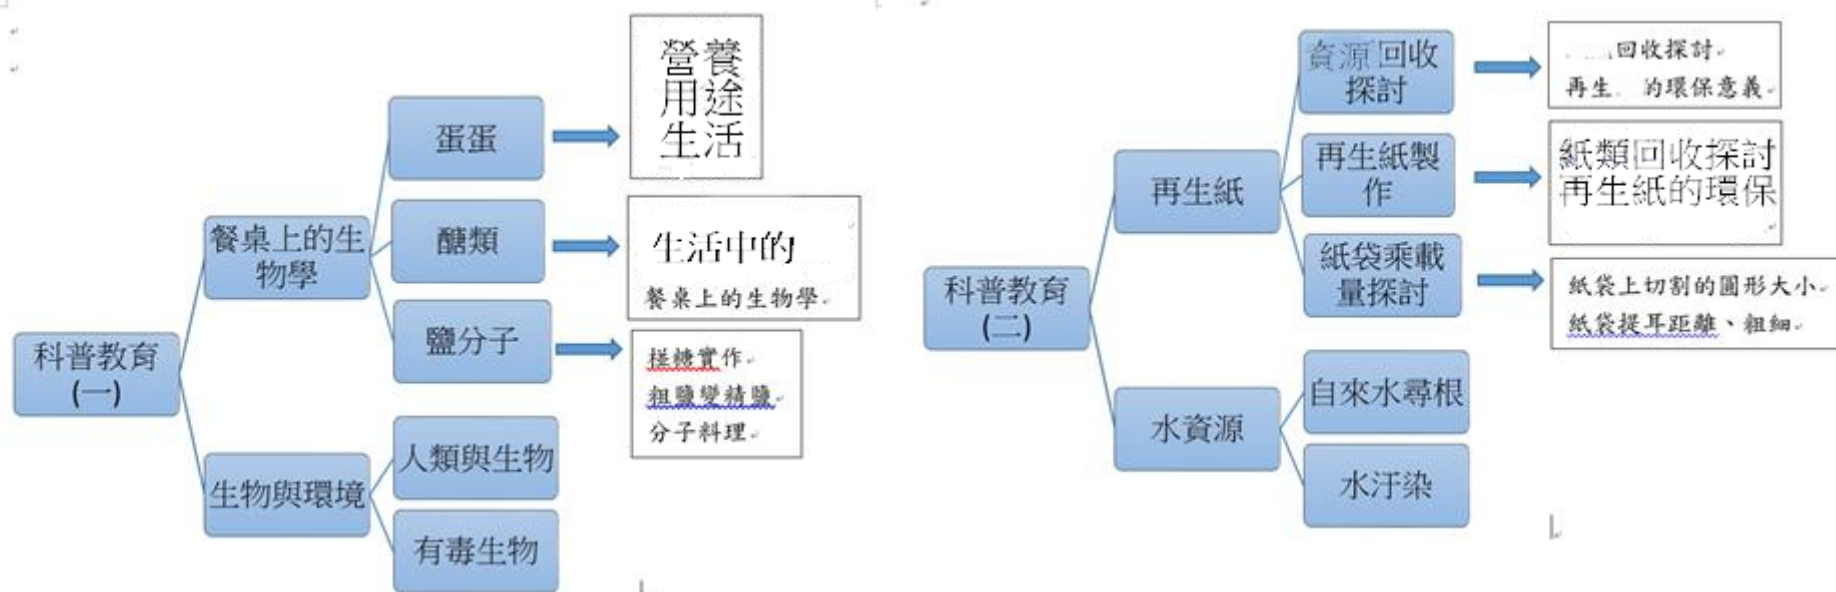 科普教育
(一)
餐桌上的生
物學
蛋蛋
營養
用途
生活
醣類
生活中的
餐桌上的生物學
鹽分子
搓糖實作
粗鹽變精鹽
分子料理
生物與環境
人類與生物
有毒生物
科普教育
(二)
再生紙
資源回收
探討
回收探討
再生 的環保意義
再生紙製
作
紙類回收探討
再生紙的環保
紙袋乘載
量探討
紙袋上切割的圓形大小
紙袋提耳距離、粗細
水資源
自來水尋根
水汙染